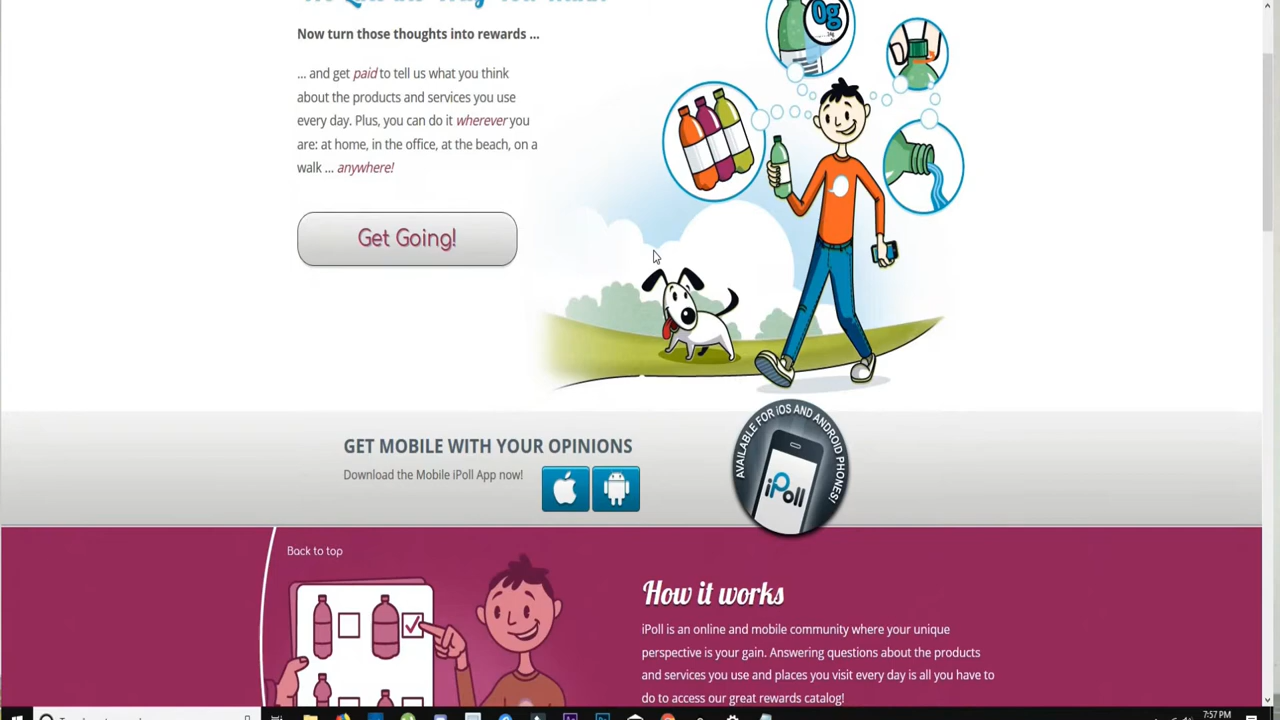 Now turn those thoughts into rewards ...
... and get paid to tell us what you think
about the products and services you use
every day. Plus, you can do it wherever you
are: at home, in the office, at the beach, on a
walk ... anywhere!
Get Going!
0g
GET MOBILE WITH YOUR OPINIONS
Download the Mobile iPoll App now!
AVAILABLE FOR iOS AND ANDROID PHONES!
iPoll
Back to top
How it works
iPoll is an online and mobile community where your unique
perspective is your gain. Answering questions about the products
and services you use and places you visit every day is all you have to
do to access our great rewards catalog!
7:57 PM